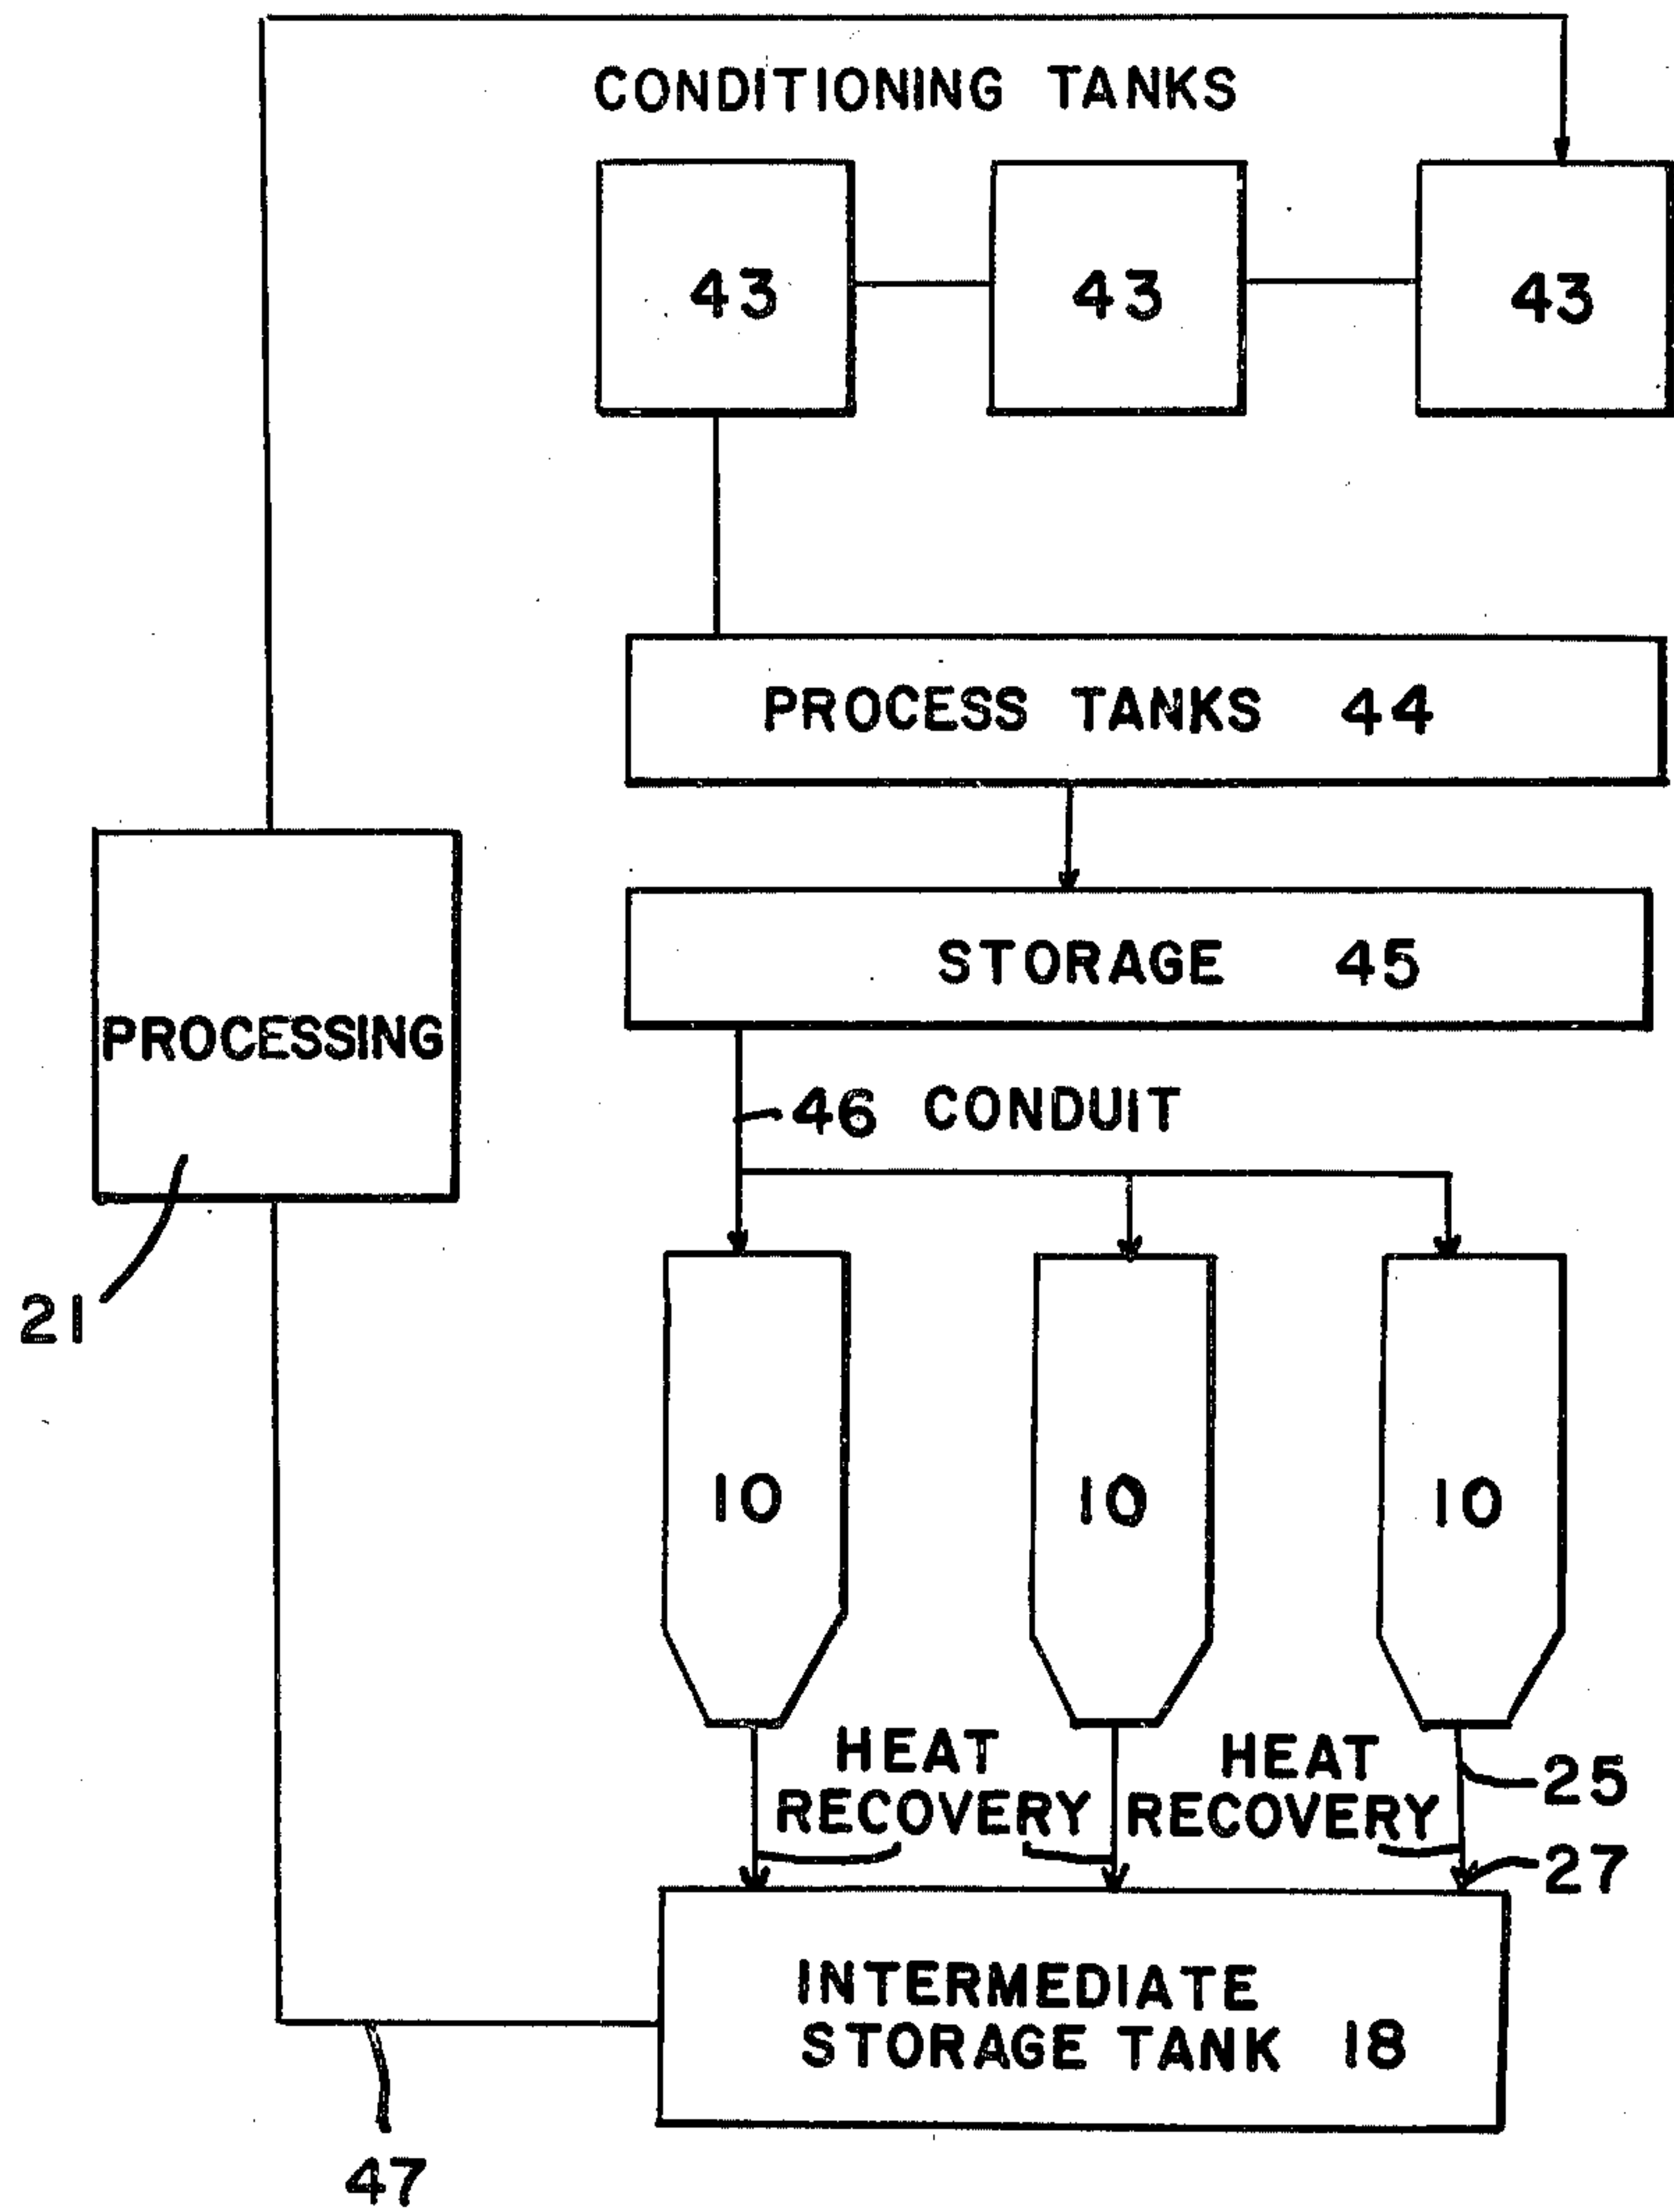 CONDITIONING TANKS
43 43 43
PROCESS TANKS 44
STORAGE 45
PROCESSING
46 CONDUIT
21
10 10 10
HEAT RECOVERY
HEAT RECOVERY
25
27
INTERMEDIATE
STORAGE TANK 18
47